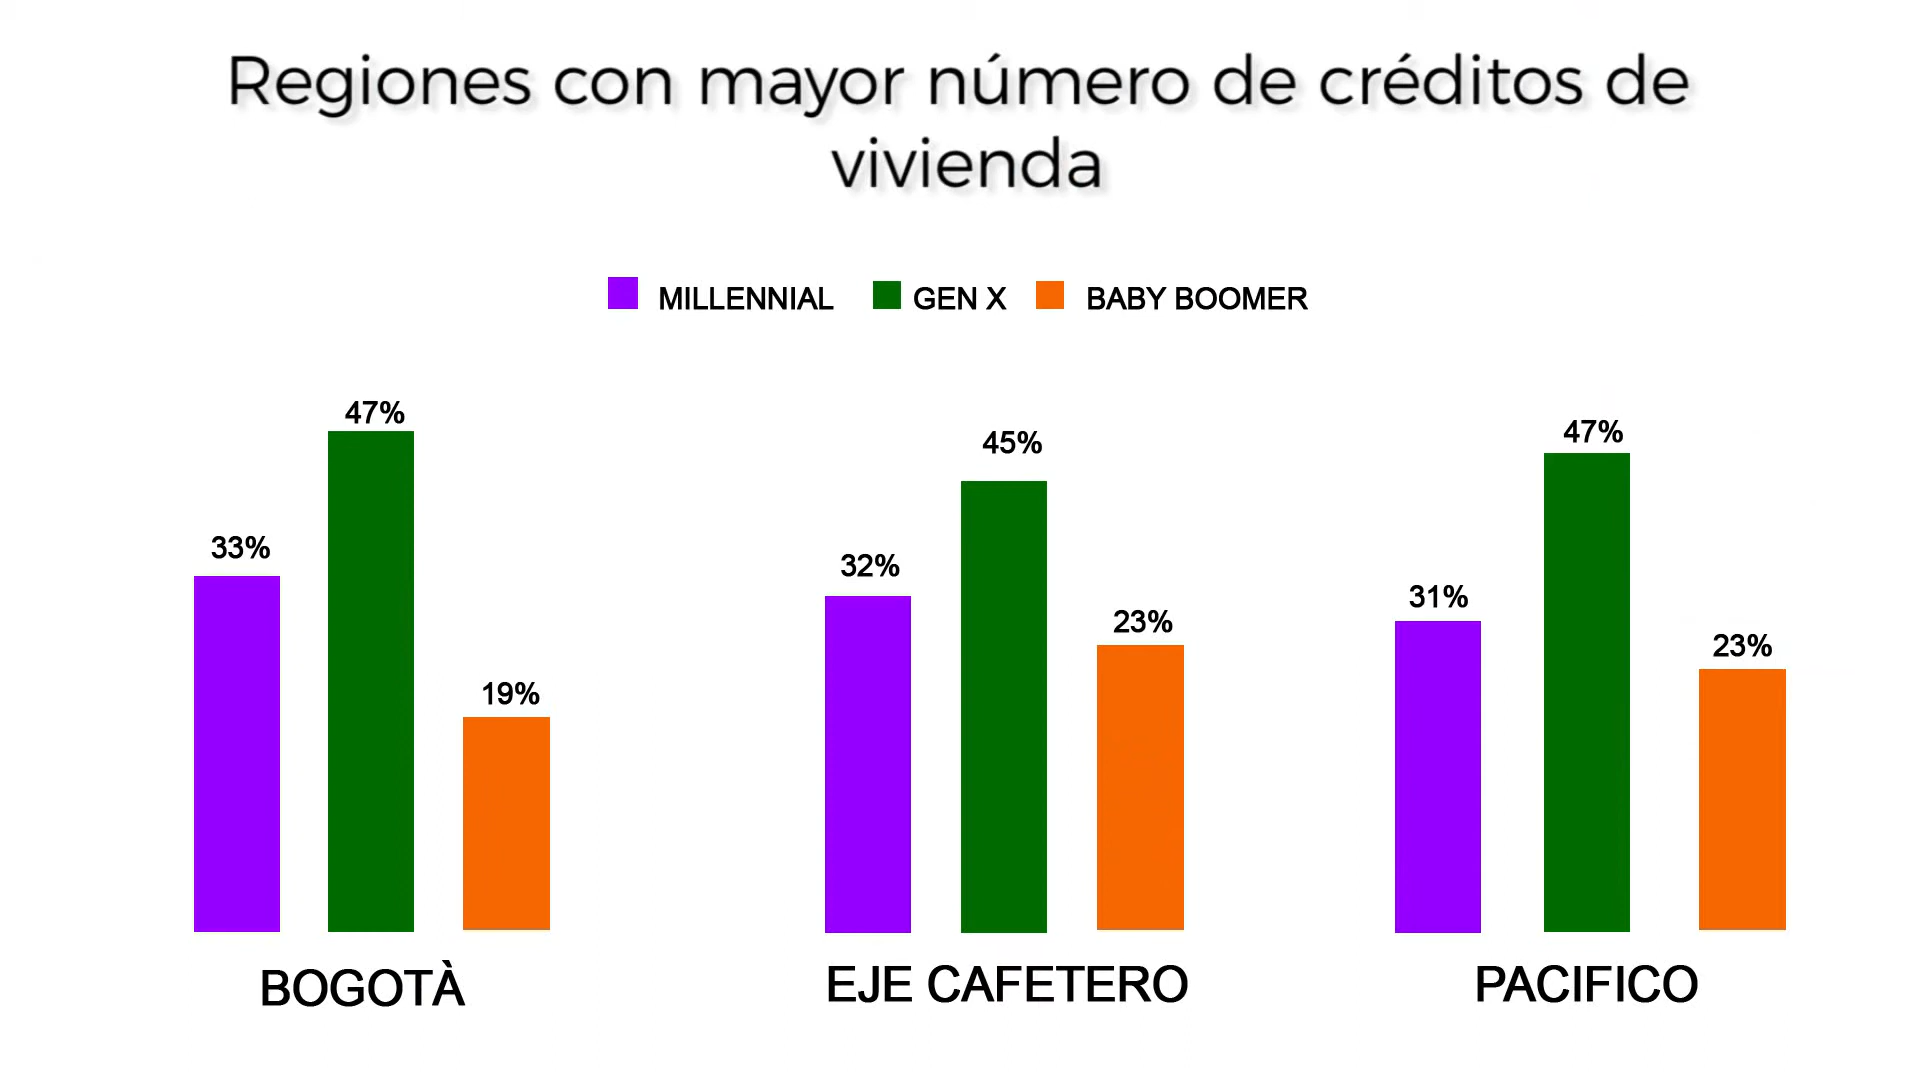 Regiones con mayor número de créditos de
vivienda
MILLENNIAL GEN X BABY BOOMER
33% 47% 19%
32% 45% 23%
31% 47% 23%
BOGOTÀ
EJE CAFETERO
PACIFICO